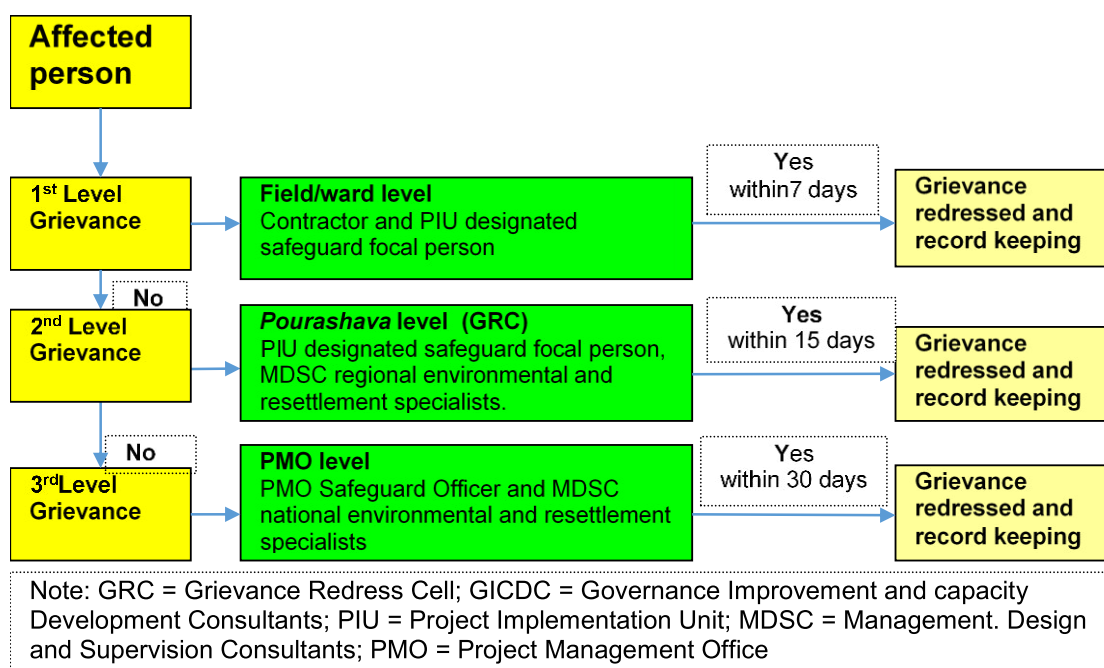 Affected
person
1st Level
Grievance
Field/ward level
Contractor and PIU designated
safeguard focal person
Yes
within7 days
Grievance
redressed and
record keeping
No
2nd Level
Grievance
Pourashava level (GRC)
PIU designated safeguard focal person,
MDSC regional environmental and
resettlement specialists.
Yes
within 15 days
Grievance
redressed and
record keeping
No
3rdLevel
Grievance
PMO level
PMO Safeguard Officer and MDSC
national environmental and resettlement
specialists
Yes
within 30 days
Grievance
redressed and
record keeping
Note: GRC = Grievance Redress Cell; GICDC = Governance Improvement and capacity
Development Consultants; PIU = Project Implementation Unit; MDSC = Management. Design
and Supervision Consultants; PMO = Project Management Office